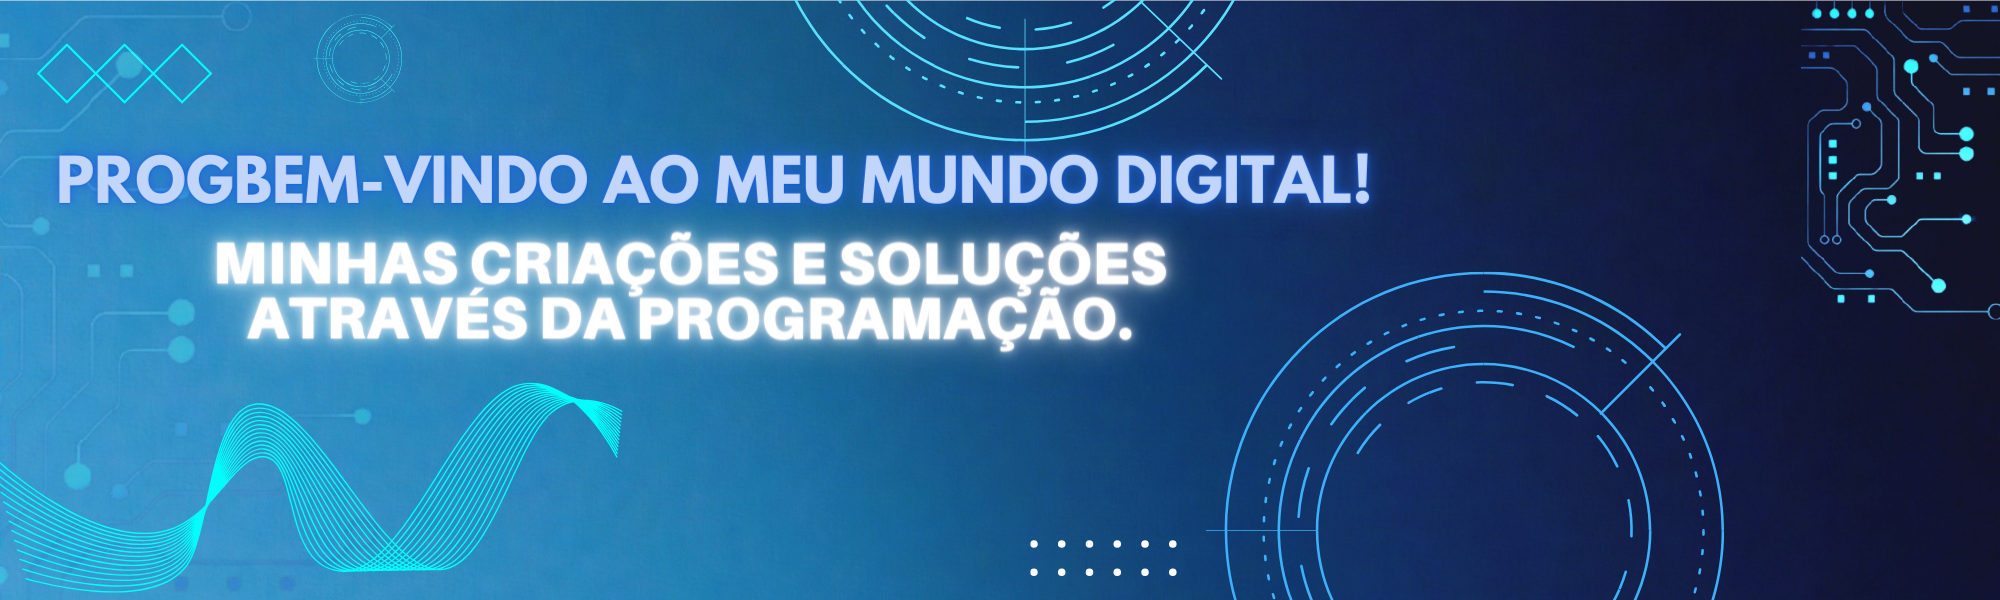 PROGBEM-VINDO AO MEU MUNDO DIGITAL!
MINHAS CRIAÇÕES E SOLUÇÕES
ATRAVÉS DA PROGRAMAÇÃO.